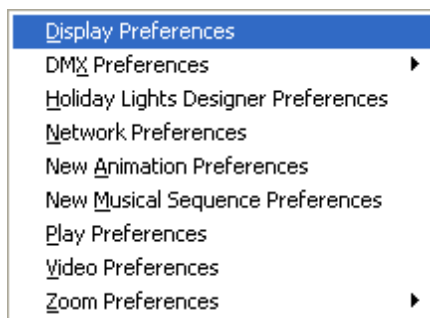 Display Preferences
DMX Preferences
Holiday Lights Designer Preferences
Network Preferences
New Animation Preferences
New Musical Sequence Preferences
Play Preferences
Video Preferences
Zoom Preferences